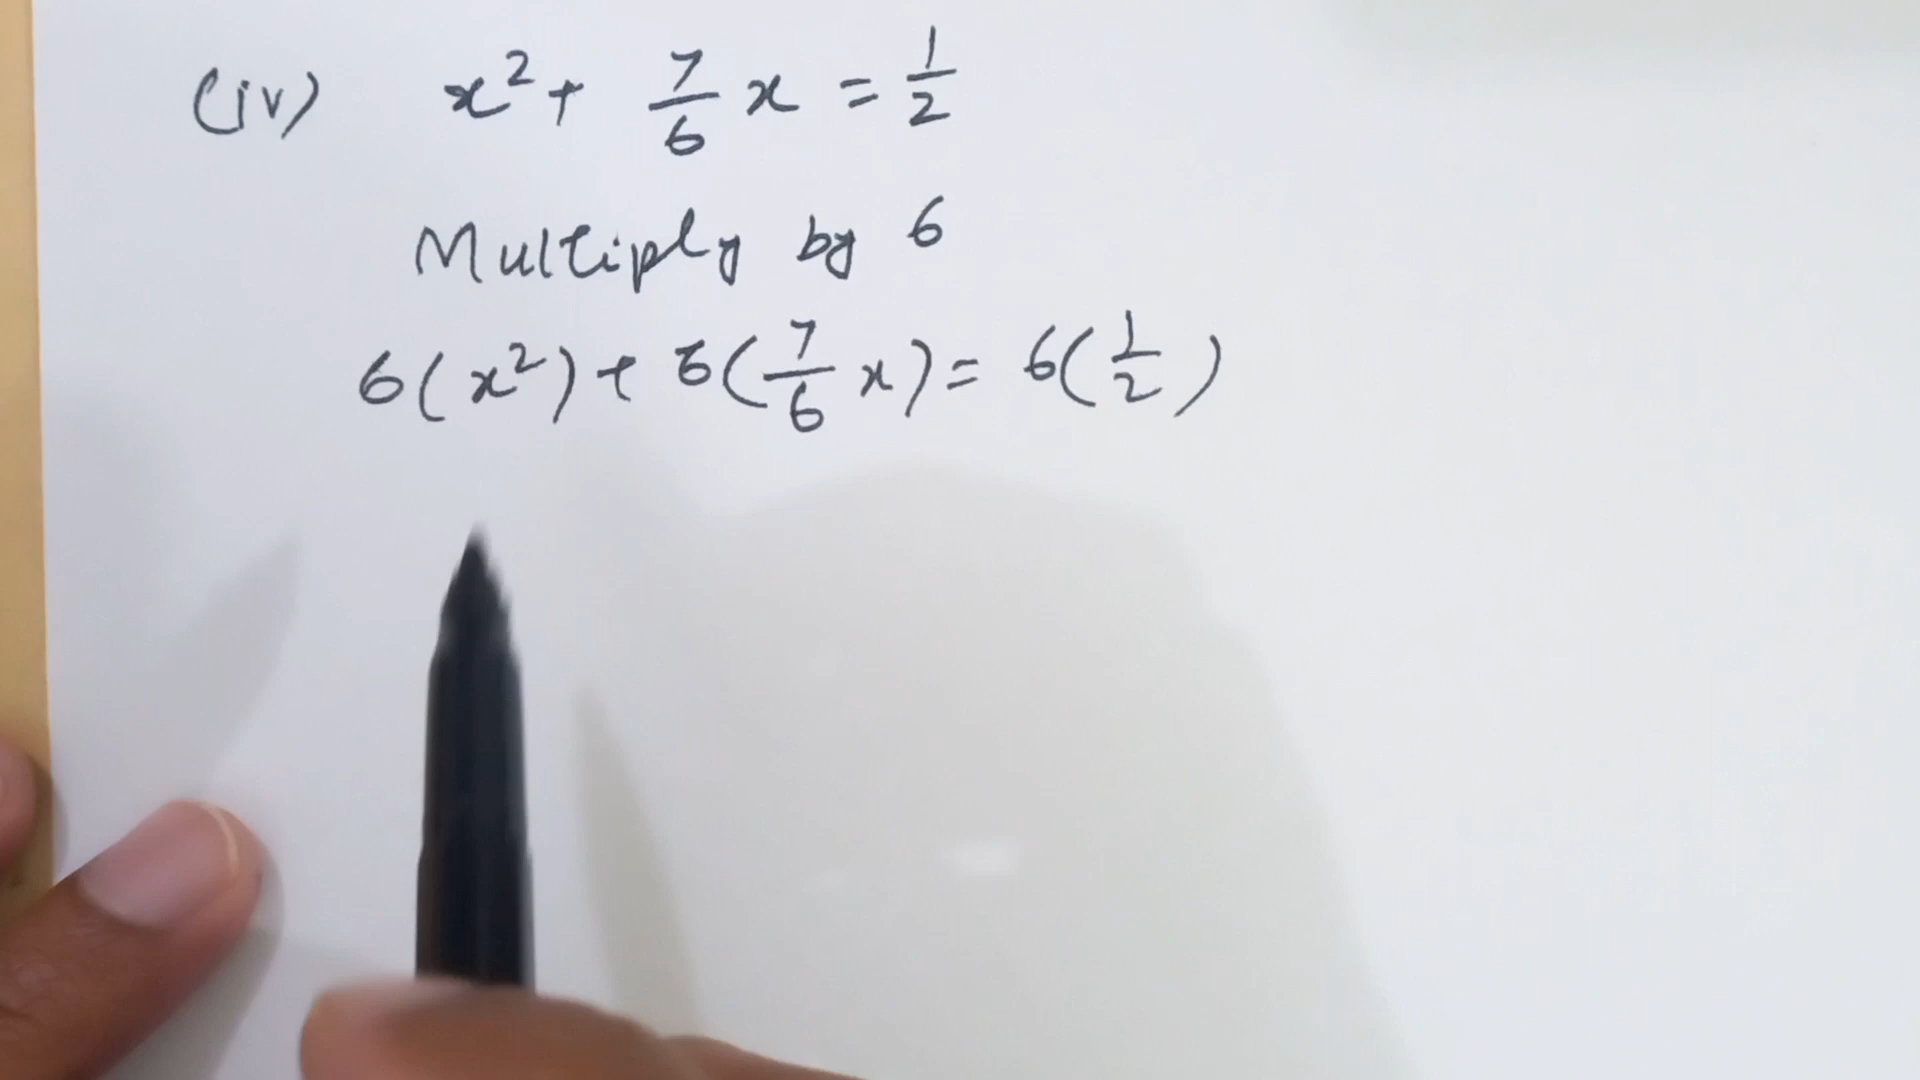 (iv) x² + 7/6 x = 1/2
Multiply by 6
6(x²) + 6(7/6 x) = 6(1/2)